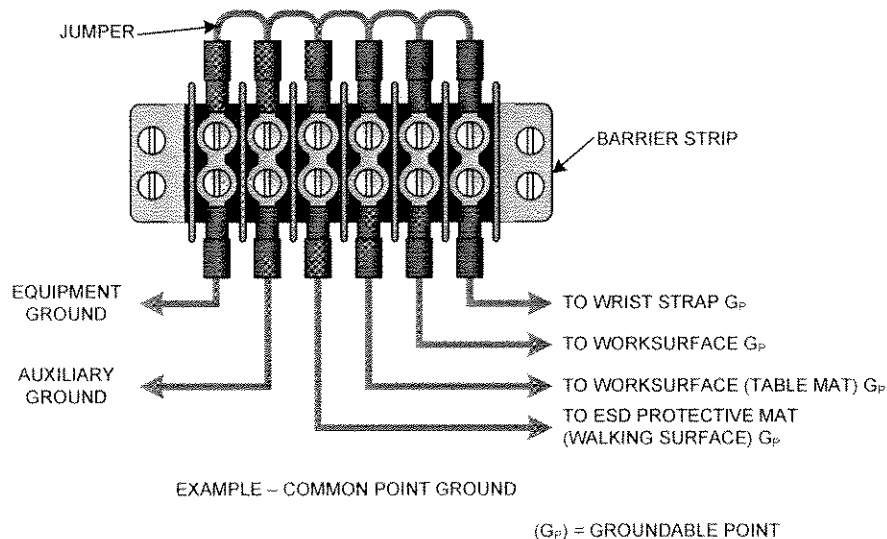 JUMPER
BARRIER STRIP
EQUIPMENT
GROUND
TO WRIST STRAP Gₚ
TO WORKSURFACE Gₚ
AUXILIARY
GROUND
TO WORKSURFACE (TABLE MAT) Gₚ
TO ESD PROTECTIVE MAT
(WALKING SURFACE) Gₚ
EXAMPLE – COMMON POINT GROUND
(Gₚ) = GROUNDABLE POINT